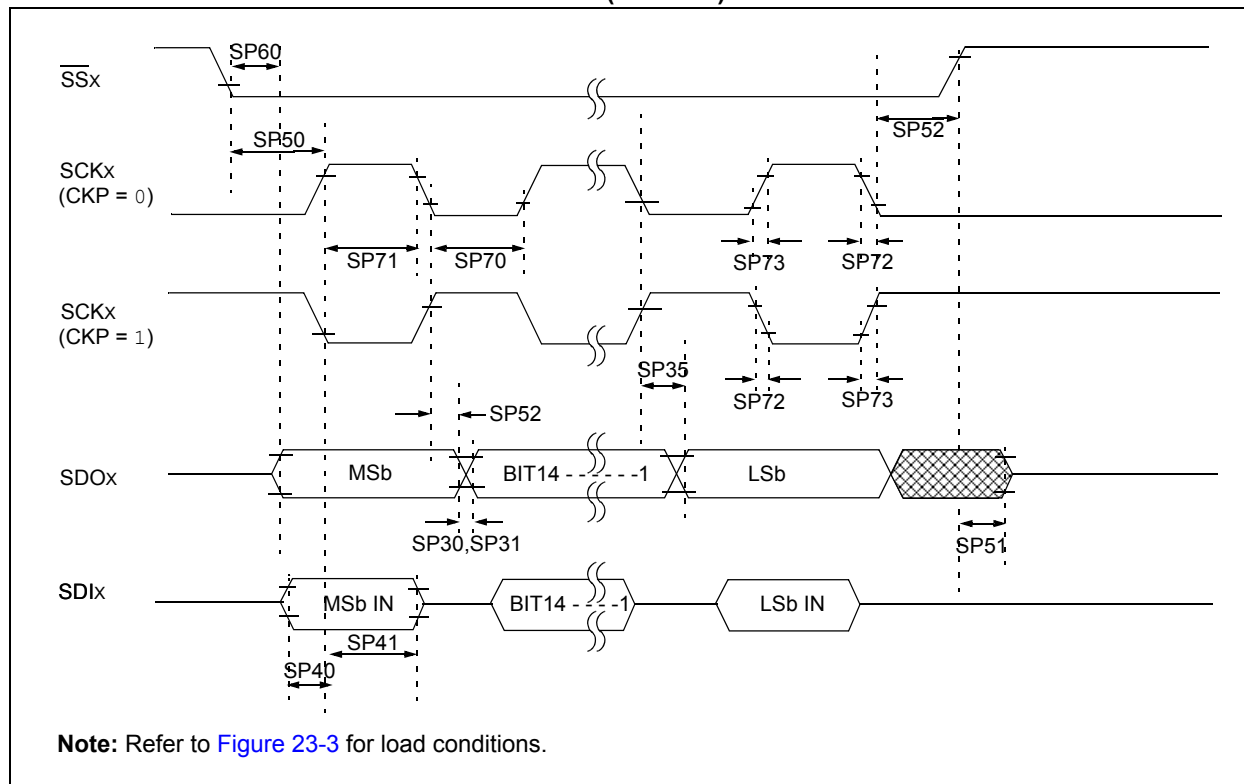 SP60
SSx
SP50
SP52
SCKx
(CKP = 0)
SP71
SP70
SP73
SP72
SCKx
(CKP = 1)
SP35
SP72
SP73
SP52
SDOx
MSb
BIT14 - - - - - -1
LSb
SP30,SP31
SP51
SDIx
MSb IN
BIT14 - - - -1
LSb IN
SP41
SP40
Note: Refer to Figure 23-3 for load conditions.